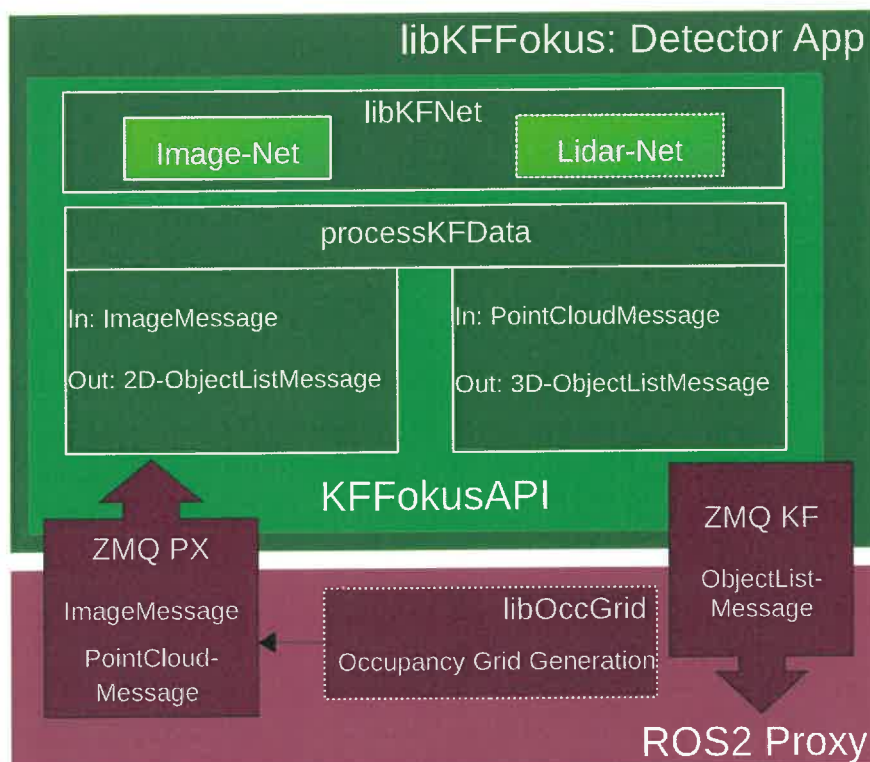 libKFFokus: Detector App
libKFNet
Image-Net
Lidar-Net
processKFData
In: ImageMessage
Out: 2D-ObjectListMessage
In: PointCloudMessage
Out: 3D-ObjectListMessage
KFFokusAPI
ZMQ PX
ImageMessage
PointCloud-
Message
libOccGrid
Occupancy Grid Generation
ZMQ KF
ObjectList-
Message
ROS2 Proxy